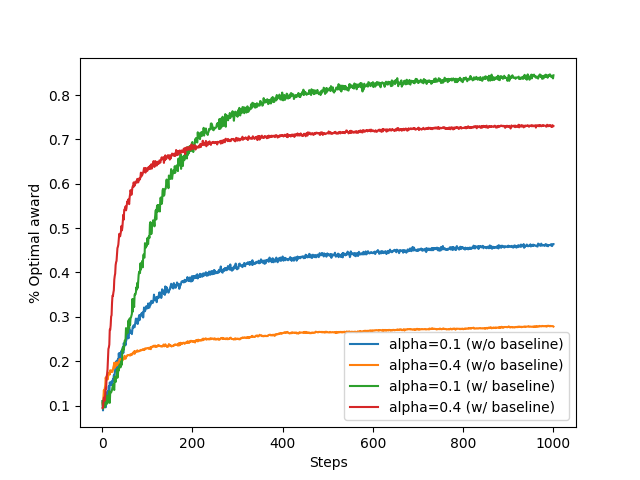 % Optimal award
0.8
0.7
0.6
0.5
0.4
0.3
0.2
0.1
alpha=0.1 (w/o baseline)
alpha=0.4 (w/o baseline)
alpha=0.1 (w/ baseline)
alpha=0.4 (w/ baseline)
0 200 400 600 800 1000
Steps